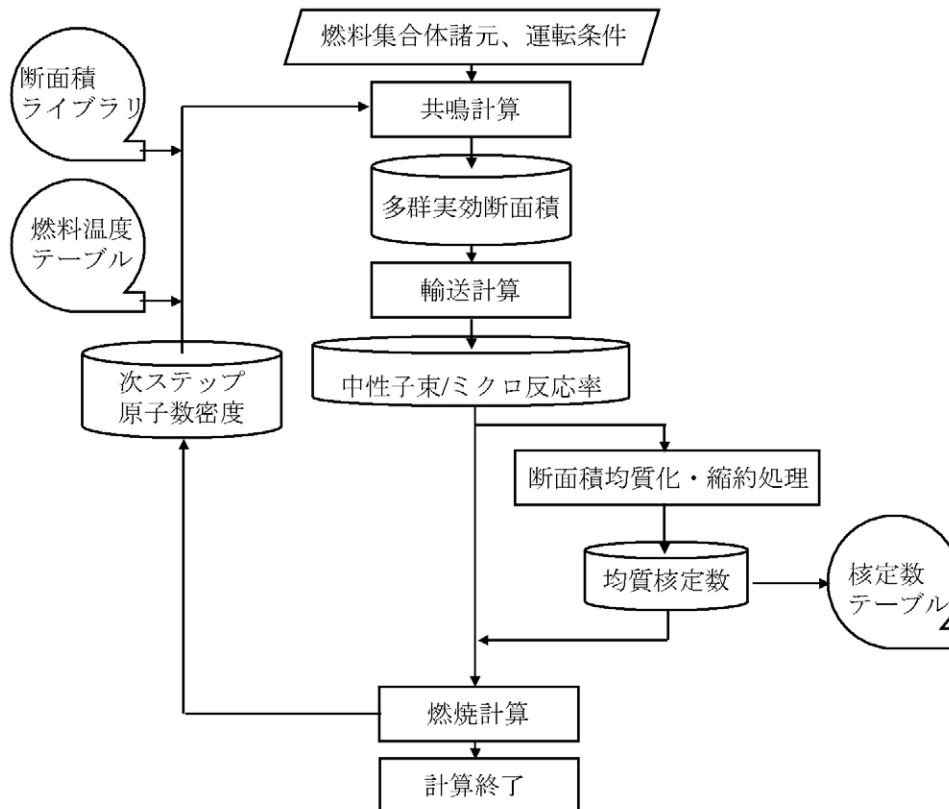 燃料集合体諸元、運転条件
断面積
ライブラリ
共鳴計算
多群実効断面積
燃料温度
テーブル
輸送計算
次ステップ
原子数密度
中性子束/ミクロ反応率
断面積均質化・縮約処理
均質核定数
核定数
テーブル
燃焼計算
計算終了